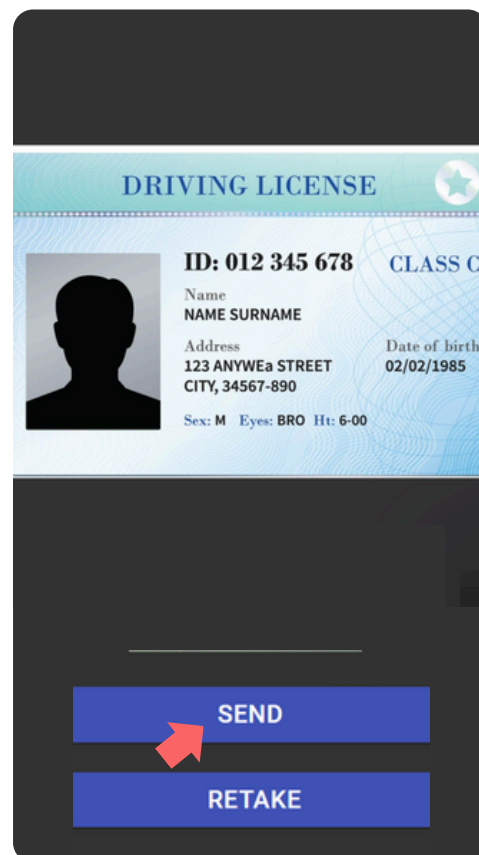 DRIVING LICENSE
ID: 012 345 678 CLASS C
Name
NAME SURNAME
Address Date of birth
123 ANYWEa STREET 02/02/1985
CITY, 34567-890
Sex: M Eyes: BRO Ht: 6-00
SEND
RETAKE